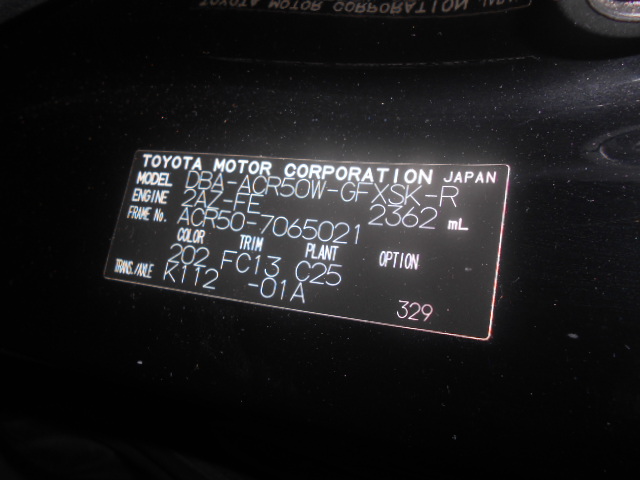 TOYOTA MOTOR CORPORATION JAPAN
MODEL DBA-ACR50W-GFXSK-R
ENGINE 2AZ-FE 2362 mL
FRAME No. ACR50-7065021
COLOR TRIM PLANT OPTION
202 FC13 C25
TRANS./AXLE K112 -01A
329